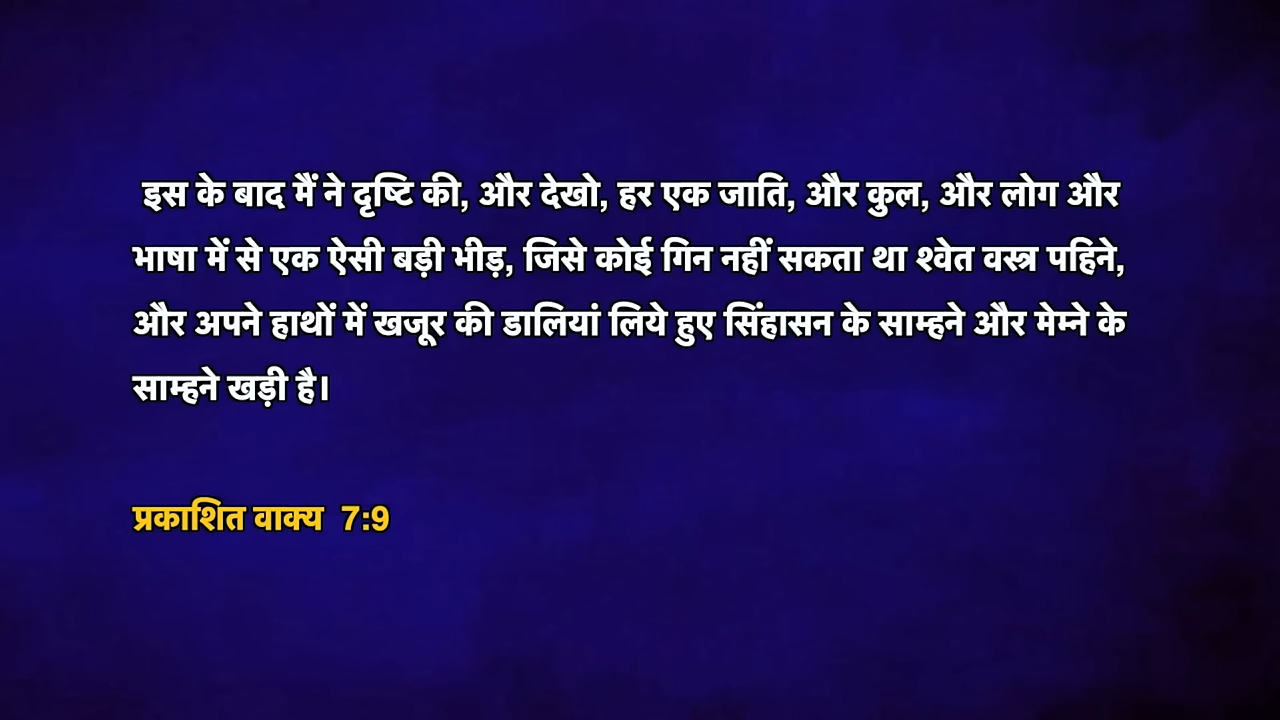 इस के बाद मैं ने दृष्टि की, और देखो, हर एक जाति, और कुल, और लोग और
भाषा में से एक ऐसी बड़ी भीड़, जिसे कोई गिन नहीं सकता था श्वेत वस्त्र पहिने,
और अपने हाथों में खजूर की डालियां लिये हुए सिंहासन के साम्हने और मेम्ने के
साम्हने खड़ी है।
प्रकाशित वाक्य 7:9